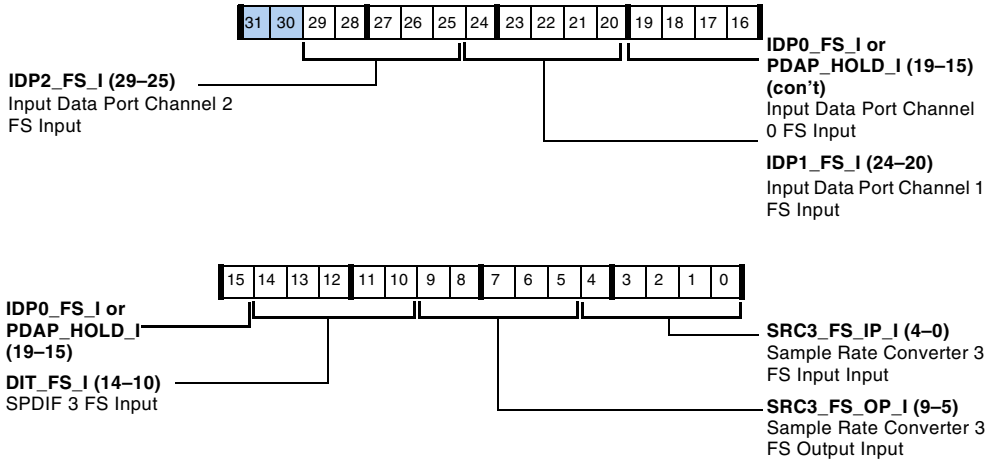 31 30 29 28 27 26 25 24 23 22 21 20 19 18 17 16
IDP2_FS_I (29–25)
Input Data Port Channel 2
FS Input
IDP0_FS_I or
PDAP_HOLD_I (19–15)
(con't)
Input Data Port Channel
0 FS Input
IDP1_FS_I (24–20)
Input Data Port Channel 1
FS Input
15 14 13 12 11 10 9 8 7 6 5 4 3 2 1 0
IDP0_FS_I or
PDAP_HOLD_I
(19–15)
DIT_FS_I (14–10)
SPDIF 3 FS Input
SRC3_FS_IP_I (4–0)
Sample Rate Converter 3
FS Input Input
SRC3_FS_OP_I (9–5)
Sample Rate Converter 3
FS Output Input